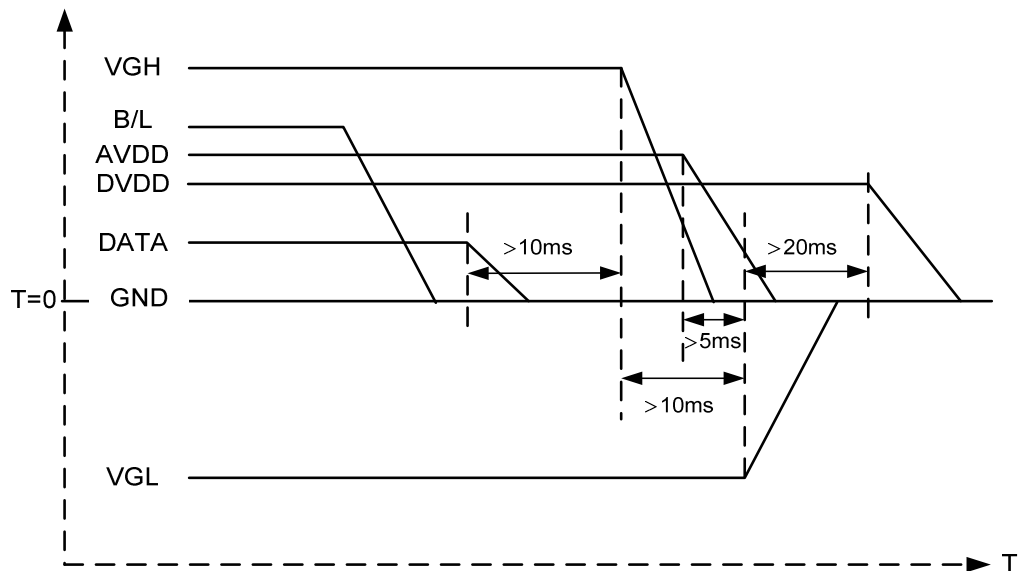 VGH
B/L
AVDD
DVDD
DATA
>10ms
>20ms
T=0
GND
>5ms
>10ms
VGL
T